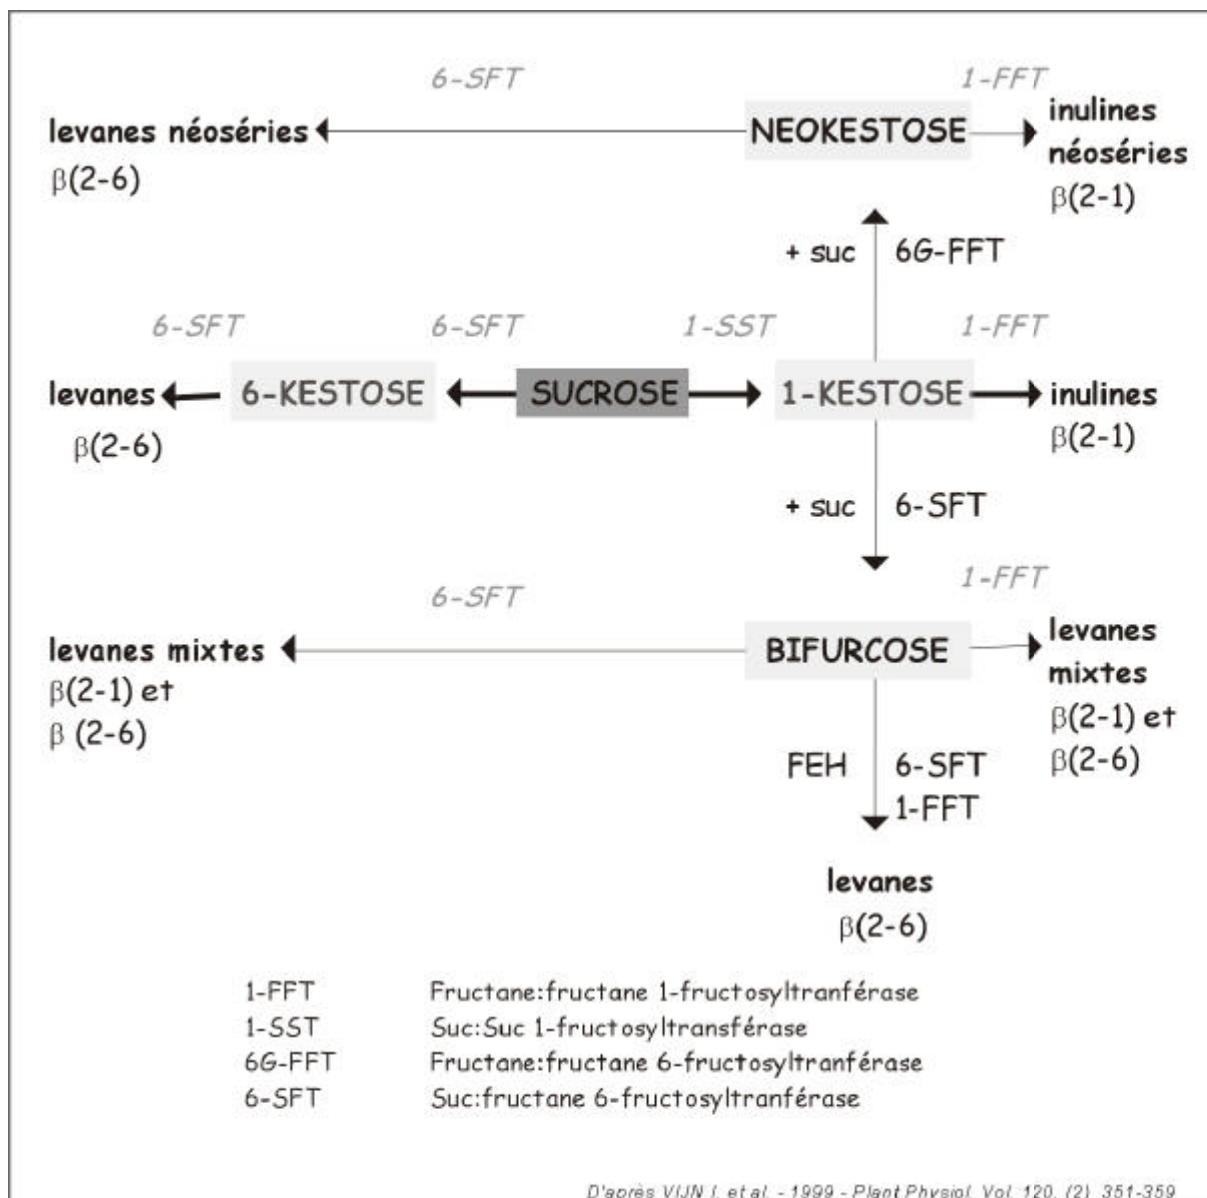 6-SFT 1-FFT
levanes néoséries NEOKESTOSE inulines
néoséries
β(2-6) β(2-1)
+ suc 6G-FFT
6-SFT 6-SFT 1-SST 1-FFT
levanes 6-KESTOSE SUCROSE 1-KESTOSE inulines
β(2-6) β(2-1)
+ suc 6-SFT
6-SFT 1-FFT
levanes mixtes BIFURCOSE levanes
mixtes
β(2-1) et β(2-1) et
β (2-6) β(2-6)
FEH 6-SFT
1-FFT
levanes
β(2-6)
1-FFT Fructane:fructane 1-fructosyltranférase
1-SST Suc:Suc 1-fructosyltransférase
6G-FFT Fructane:fructane 6-fructosyltranférase
6-SFT Suc:fructane 6-fructosyltranférase
D'après VIJN I. et al. - 1999 - Plant Physiol. Vol. 120, (2) 351-359